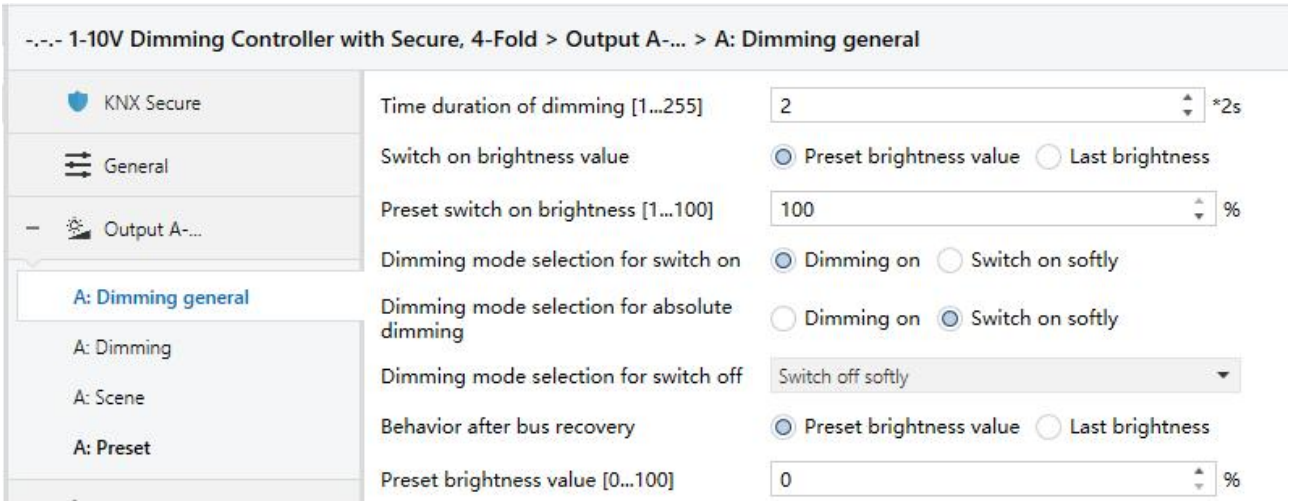 -.-.- 1-10V Dimming Controller with Secure, 4-Fold > Output A-... > A: Dimming general
KNX Secure
General
Output A-...
A: Dimming general
A: Dimming
A: Scene
A: Preset
Time duration of dimming [1...255]
2
*2s
Switch on brightness value
Preset brightness value
Last brightness
Preset switch on brightness [1...100]
100
%
Dimming mode selection for switch on
Dimming on
Switch on softly
Dimming mode selection for absolute
dimming
Dimming on
Switch on softly
Dimming mode selection for switch off
Switch off softly
Behavior after bus recovery
Preset brightness value
Last brightness
Preset brightness value [0...100]
0
%